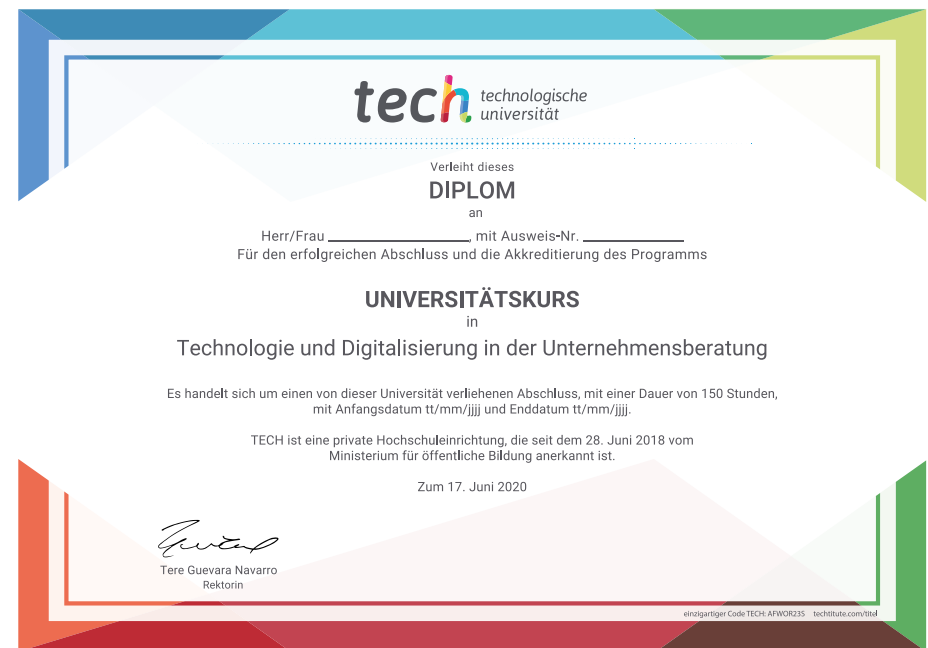 tech technologische
universität
Verleiht dieses
DIPLOM
an
Herr/Frau ____________, mit Ausweis-Nr. ____________
Für den erfolgreichen Abschluss und die Akkreditierung des Programms
UNIVERSITÄTSKURS
in
Technologie und Digitalisierung in der Unternehmensberatung
Es handelt sich um einen von dieser Universität verliehenen Abschluss, mit einer Dauer von 150 Stunden,
mit Anfangsdatum tt/mm/jjjj und Enddatum tt/mm/jjjj.
TECH ist eine private Hochschuleinrichtung, die seit dem 28. Juni 2018 vom
Ministerium für öffentliche Bildung anerkannt ist.
Zum 17. Juni 2020
Tere Guevara Navarro
Rektorin
einzigartiger Code TECH: AFWOR23S techtitute.com/titel